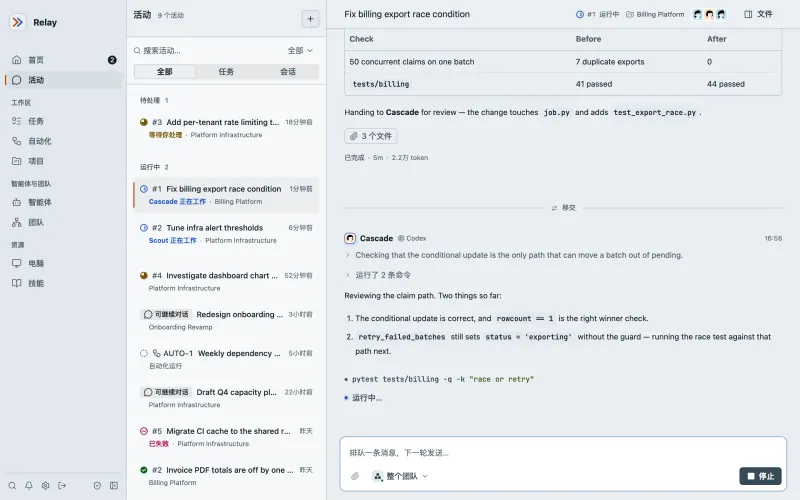 Relay
首页 2
活动
工作区
任务
自动化
项目
智能体与团队
智能体
团队
资源
电脑
技能
活动 9 个活动
搜索活动... 全部
全部 任务 会话
待处理 1
#3 Add per-tenant rate limiting t... 18分钟前
等待你处理 · Platform Infrastructure
运行中 2
#1 Fix billing export race condition 1分钟前
Cascade 正在工作 · Billing Platform
#2 Tune infra alert thresholds 6分钟前
Scout 正在工作 · Platform Infrastructure
#4 Investigate dashboard chart ... 52分钟前
Platform Infrastructure
可继续对话 Redesign onboarding ... 3小时前
Onboarding Revamp
AUTO-1 Weekly dependency ... 5小时前
自动化运行
可继续对话 Draft Q4 capacity pl... 22小时前
Platform Infrastructure
#5 Migrate CI cache to the shared r... 昨天
已失败 · Platform Infrastructure
#2 Invoice PDF totals are off by one ... 昨天
Billing Platform
Fix billing export race condition #1 运行中 Billing Platform 文件
Check Before After
50 concurrent claims on one batch 7 duplicate exports 0
tests/billing 41 passed 44 passed
Handing to Cascade for review — the change touches job.py and adds test_export_race.py.
3 个文件
已完成 · 5m · 2.2万 token
移交
Cascade Codex 16:58
Checking that the conditional update is the only path that can move a batch out of pending.
运行了 2 条命令
Reviewing the claim path. Two things so far:
1. The conditional update is correct, and rowcount == 1 is the right winner check.
2. retry_failed_batches still sets status = 'exporting' without the guard — running the race test against that
path next.
pytest tests/billing -q -k "race or retry"
运行中...
排队一条消息，下一轮发送...
整个团队 停止